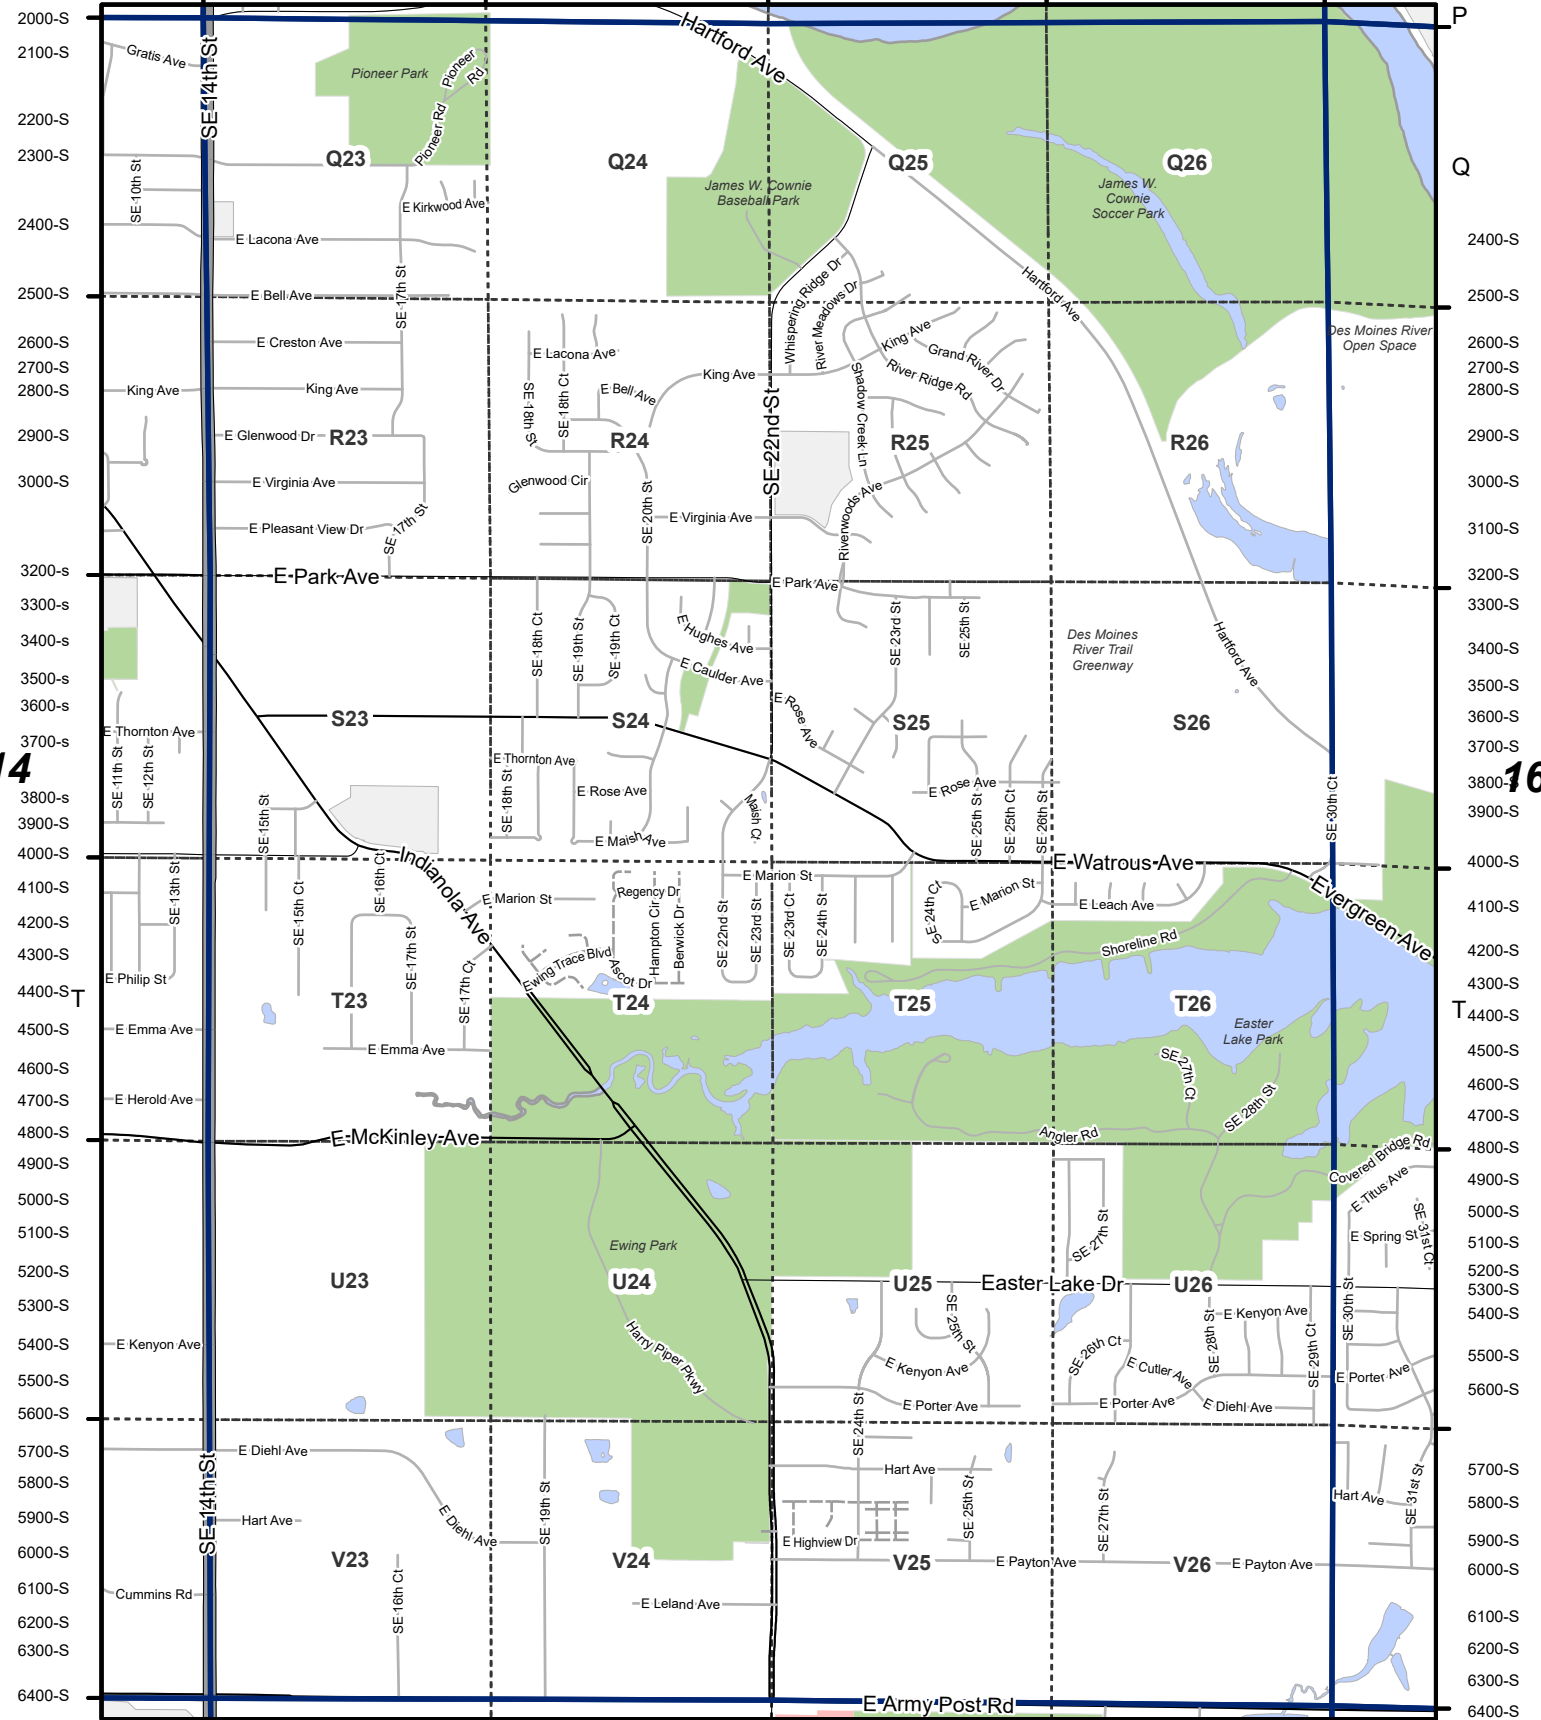 2000-S
P
Hartford Ave
2100-S
Gratis Ave
SE 14th St
Pioneer Park
Pioneer Rd
2200-S
Pioneer Rd
2300-S
Q23
Q24
Q25
Q26
Q
SE 10th St
E Kirkwood Ave
James W. Cownie
Baseball Park
James W.
Cownie
Soccer Park
2400-S
E Lacona Ave
2400-S
SE 17th St
Whispering Ridge Dr
River Meadows Dr
Hartford Ave
2500-S
E Bell Ave
2500-S
Des Moines River
Open Space
2600-S
E Creston Ave
E Lacona Ave
King Ave
Grand River Dr
2600-S
2700-S
King Ave
River Ridge Rd
2700-S
2800-S
King Ave
King Ave
SE 18th St
SE 18th Ct
E Bell Ave
SE 22nd St
Shadow Creek Ln
2800-S
2900-S
E Glenwood Dr
R23
R24
R25
R26
2900-S
3000-S
E Virginia Ave
Glenwood Cir
SE 20th St
Riverwoods Ave
3000-S
E Pleasant View Dr
SE 17th St
E Virginia Ave
3100-S
3200-s
E Park Ave
E Park Ave
3200-S
3300-s
SE 18th Ct
SE 19th St
SE 19th Ct
E Hughes Ave
SE 23rd St
SE 25th St
3300-S
3400-s
Des Moines
River Trail
Greenway
Hartford Ave
3400-S
3500-s
E Caulder Ave
E Rose Ave
3500-S
3600-s
S23
S24
S25
S26
3600-S
E Thornton Ave
3700-s
3700-S
14
SE 11th St
SE 12th St
E Thornton Ave
SE 18th St
E Rose Ave
E Rose Ave
3800-S
16
3800-s
SE 15th St
Maish Ct
SE 25th St
SE 25th Ct
SE 26th St
SE 30th Ct
3900-S
3900-S
E Maish Ave
4000-S
Indianola Ave
E Watrous Ave
4000-S
4100-S
SE 13th St
SE 15th Ct
SE 16th Ct
E Marion St
Regency Dr
E Marion St
SE 24th Ct
E Marion St
E Leach Ave
Evergreen Ave
4100-S
4200-S
SE 17th St
Hampton Cir
Berwick Dr
SE 22nd St
SE 23rd St
SE 23rd Ct
SE 24th St
Shoreline Rd
4200-S
4300-S
E Philip St
SE 17th Ct
Ewing Trace Blvd
Ascot Dr
4300-S
4400-S
T
T23
T24
T25
T26
T
4400-S
4500-S
E Emma Ave
E Emma Ave
Easter
Lake Park
4500-S
4600-S
SE 27th Ct
4600-S
4700-S
E Herold Ave
SE 28th St
4700-S
4800-S
E McKinley Ave
Angler Rd
4800-S
4900-S
Covered Bridge Rd
4900-S
5000-S
E Titus Ave
5000-S
5100-S
Ewing Park
SE 27th St
E Spring St
SE 31st Ct
5100-S
5200-S
U23
U24
U25
Easter Lake Dr
U26
5200-S
5300-S
5300-S
SE 25th St
E Kenyon Ave
SE 30th St
5400-S
5400-S
E Kenyon Ave
Harry Piper Pkwy
E Kenyon Ave
SE 26th Ct
E Cutler Ave
SE 28th St
SE 29th Ct
E Porter Ave
5500-S
5500-S
E Porter Ave
E Porter Ave
E Diehl Ave
5600-S
5600-S
SE 24th St
5700-S
E Diehl Ave
SE 14th St
Hart Ave
5700-S
5800-S
E Diehl Ave
SE 19th St
SE 25th St
SE 27th St
Hart Ave
SE 31st St
5800-S
5900-S
Hart Ave
E Highview Dr
5900-S
6000-S
V23
V24
V25
E Payton Ave
V26
E Payton Ave
6000-S
6100-S
Cummins Rd
SE 16th Ct
E Leland Ave
6100-S
6200-S
6200-S
6300-S
6300-S
6400-S
E Army Post Rd
6400-S